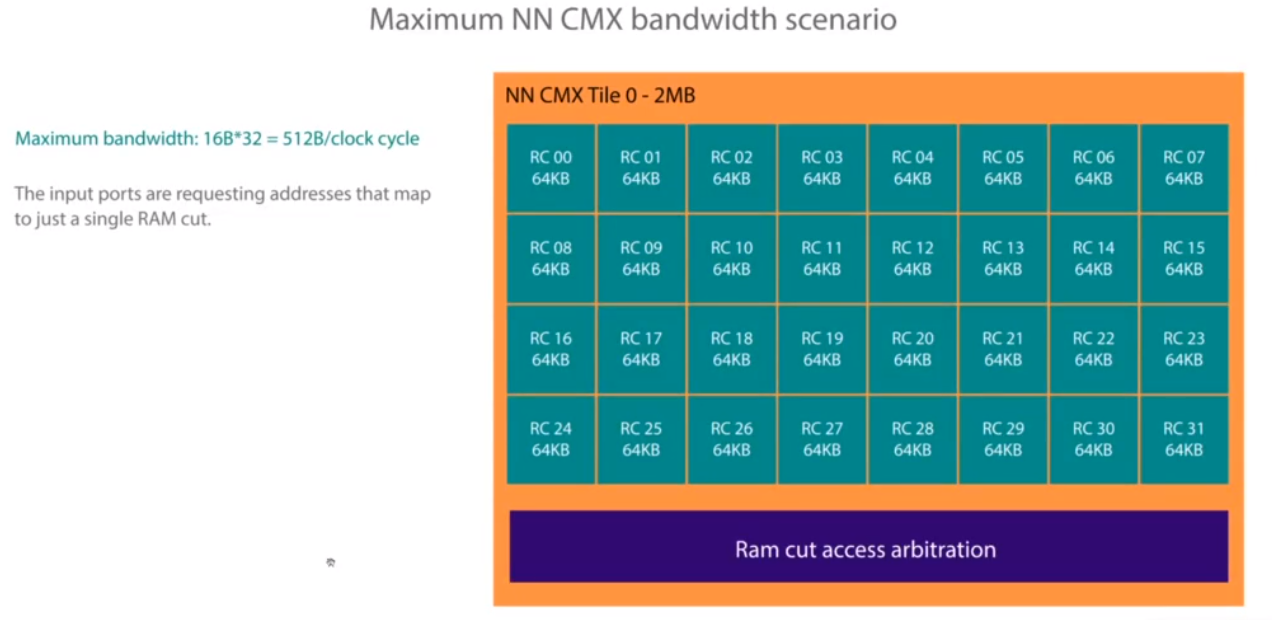 Maximum NN CMX bandwidth scenario
Maximum bandwidth: 16B*32 = 512B/clock cycle
The input ports are requesting addresses that map
to just a single RAM cut.
NN CMX Tile 0 - 2MB
RC 00 RC 01 RC 02 RC 03 RC 04 RC 05 RC 06 RC 07
64KB 64KB 64KB 64KB 64KB 64KB 64KB 64KB
RC 08 RC 09 RC 10 RC 11 RC 12 RC 13 RC 14 RC 15
64KB 64KB 64KB 64KB 64KB 64KB 64KB 64KB
RC 16 RC 17 RC 18 RC 19 RC 20 RC 21 RC 22 RC 23
64KB 64KB 64KB 64KB 64KB 64KB 64KB 64KB
RC 24 RC 25 RC 26 RC 27 RC 28 RC 29 RC 30 RC 31
64KB 64KB 64KB 64KB 64KB 64KB 64KB 64KB
Ram cut access arbitration